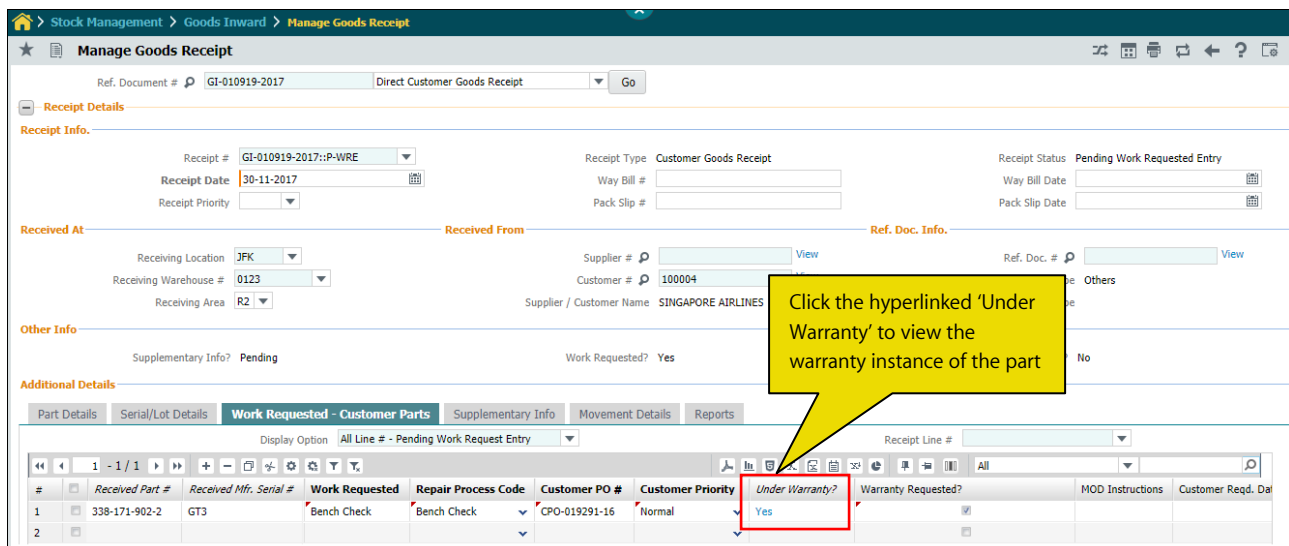 Stock Management > Goods Inward > Manage Goods Receipt
Manage Goods Receipt
Ref. Document # GI-010919-2017 Direct Customer Goods Receipt Go
Receipt Details
Receipt Info.
Receipt # GI-010919-2017::P-WRE Receipt Type Customer Goods Receipt Receipt Status Pending Work Requested Entry
Receipt Date 30-11-2017 Way Bill # Way Bill Date
Receipt Priority Pack Slip # Pack Slip Date
Received At Received From Ref. Doc. Info.
Receiving Location JFK Supplier # View Ref. Doc. # View
Receiving Warehouse # 0123 Customer # 100004 Others
Receiving Area R2 Supplier / Customer Name SINGAPORE AIRLINES
Click the hyperlinked ‘Under
Warranty’ to view the
warranty instance of the part
Other Info
Supplementary Info? Pending Work Requested? Yes No
Additional Details
Part Details Serial/Lot Details Work Requested - Customer Parts Supplementary Info Movement Details Reports
Display Option All Line # - Pending Work Request Entry Receipt Line #
1 - 1 / 1 All
# Received Part # Received Mfr. Serial # Work Requested Repair Process Code Customer PO # Customer Priority Under Warranty? Warranty Requested? MOD Instructions Customer Reqd. Dat
1 338-171-902-2 GT3 Bench Check Bench Check CPO-019291-16 Normal Yes
2